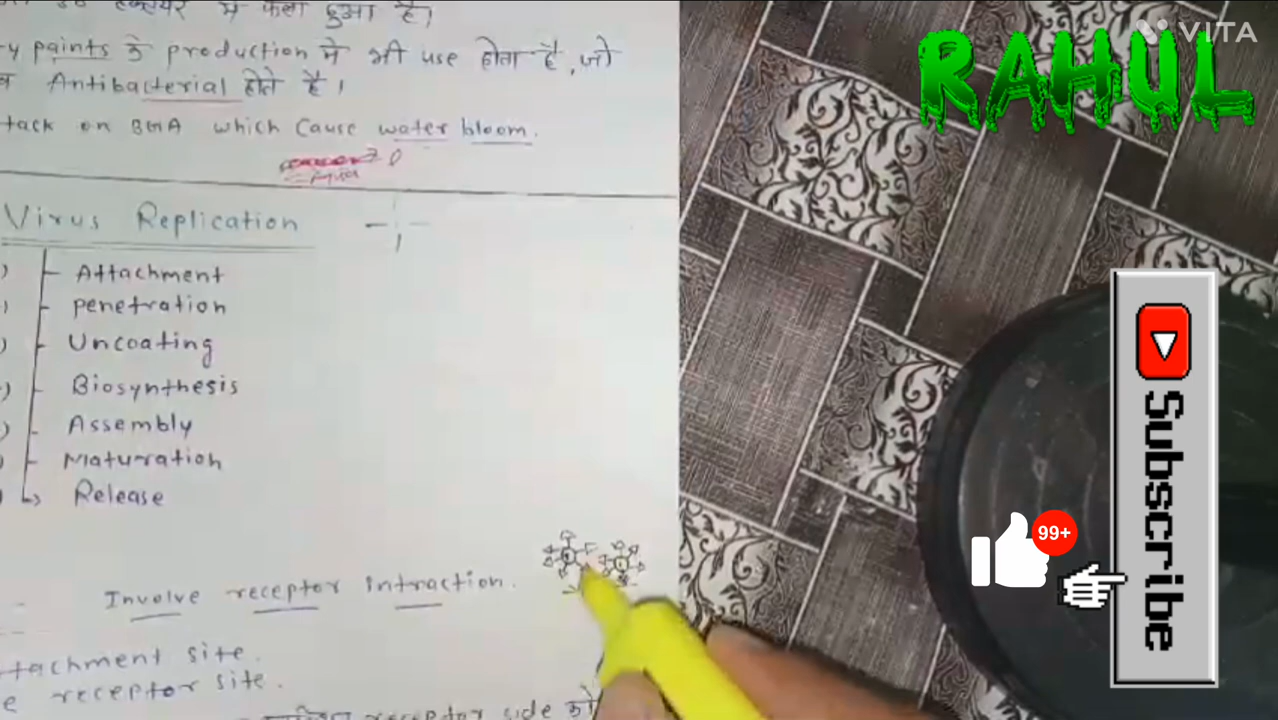 में फैला हुआ है।
paints के production में भी use होता है, जो
Antibacterial होते है।
tack on BGA which Cause water bloom.
Virus Replication
Attachment
penetration
Uncoating
Biosynthesis
Assembly
Maturation
Release
Involve receptor intraction.
ttachment site.
e receptor site.
receptor side को
RAHUL
VITA
99+
Subscribe